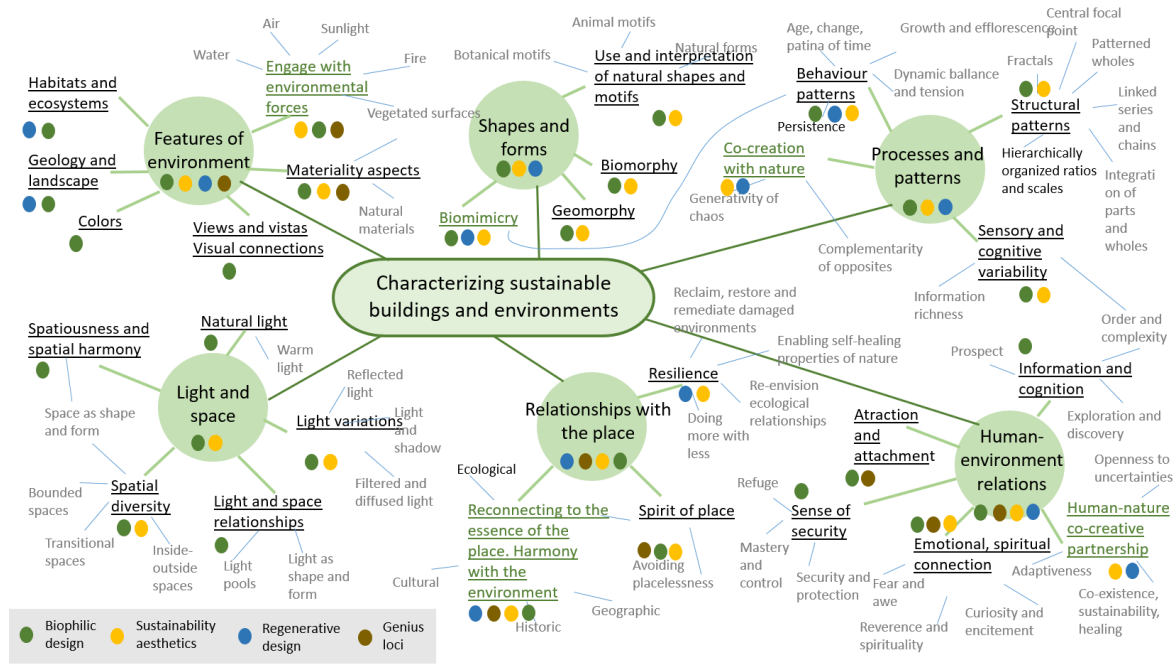 Air
Sunlight
Water
Fire
Engage with
environmental
forces
Vegetated surfaces
Habitats and
ecosystems
Features of
environment
Geology and
landscape
Materiality aspects
Natural
materials
Colors
Views and vistas
Visual connections
Animal motifs
Botanical motifs
Natural forms
Use and interpretation
of natural shapes and
motifs
Shapes and
forms
Biomorphy
Geomorphy
Biomimicry
Age, change,
patina of time
Growth and efflorescence
Central focal
point
Patterned
wholes
Behaviour
patterns
Dynamic ballance
and tension
Fractals
Structural
patterns
Linked
series and
chains
Persistence
Co-creation
with nature
Processes and
patterns
Hierarchically
organized ratios
and scales
Integrati
on of
parts
and
wholes
Generativity of
chaos
Complementarity
of opposites
Sensory and
cognitive
variability
Information
richness
Order and
complexity
Characterizing sustainable
buildings and environments
Spatiousness and
spatial harmony
Natural light
Warm
light
Light and
space
Reflected
light
Light variations
Light
and
shadow
Space as shape
and form
Filtered and
diffused light
Bounded
spaces
Spatial
diversity
Light and space
relationships
Transitional
spaces
Inside-
outside
spaces
Light
pools
Light as
shape and
form
Reclaim, restore and
remediate damaged
environments
Enabling self-healing
properties of nature
Resilience
Re-envision
ecological
relationships
Doing
more with
less
Relationships with
the place
Ecological
Reconnecting to the
essence of the
place. Harmony
with the
environment
Spirit of place
Avoiding
placelessness
Cultural
Geographic
Historic
Prospect
Information and
cognition
Exploration and
discovery
Atraction
and
attachment
Human-
environment
relations
Openness to
uncertainties
Refuge
Sense of
security
Human-nature
co-creative
partnership
Mastery
and
control
Emotional, spiritual
connection
Adaptiveness
Security and
protection
Fear and
awe
Co-existence,
sustainability,
healing
Reverence and
spirituality
Curiosity and
encitement
Biophilic
design
Sustainability
aesthetics
Regenerative
design
Genius
loci